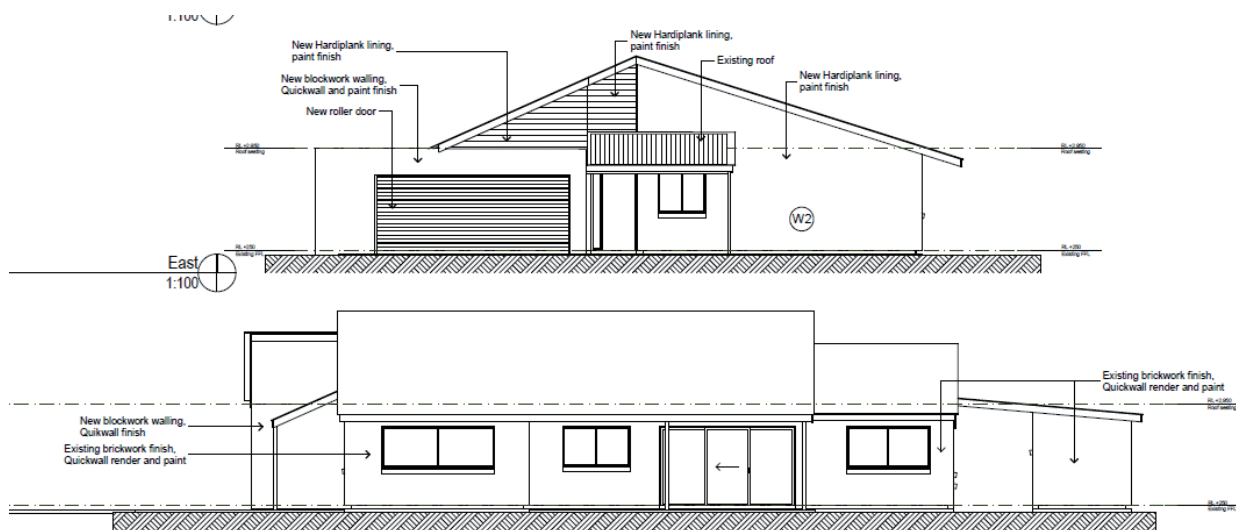 1:100
New Hardiplank lining,
paint finish
New Hardiplank lining,
paint finish
Existing roof
New blockwork walling,
Quickwall and paint finish
New Hardiplank lining,
paint finish
New roller door
RL +2.950
Roof seating
RL +2.950
Roof seating
W2
RL +250
Existing FFL
RL +250
Existing FFL
East
1:100
Existing brickwork finish,
Quickwall render and paint
RL +2.950
Roof seating
New blockwork walling,
Quikwall finish
Existing brickwork finish,
Quickwall render and paint
RL +250
Existing FFL